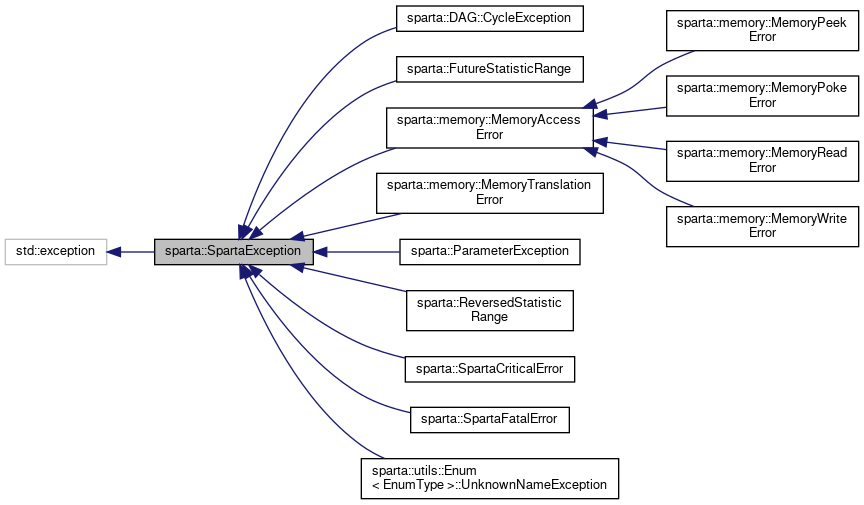 std::exception
sparta::SpartaException
sparta::DAG::CycleException
sparta::FutureStatisticRange
sparta::memory::MemoryAccess
Error
sparta::memory::MemoryTranslation
Error
sparta::ParameterException
sparta::ReversedStatistic
Range
sparta::SpartaCriticalError
sparta::SpartaFatalError
sparta::utils::Enum
< EnumType >::UnknownNameException
sparta::memory::MemoryPeek
Error
sparta::memory::MemoryPoke
Error
sparta::memory::MemoryRead
Error
sparta::memory::MemoryWrite
Error